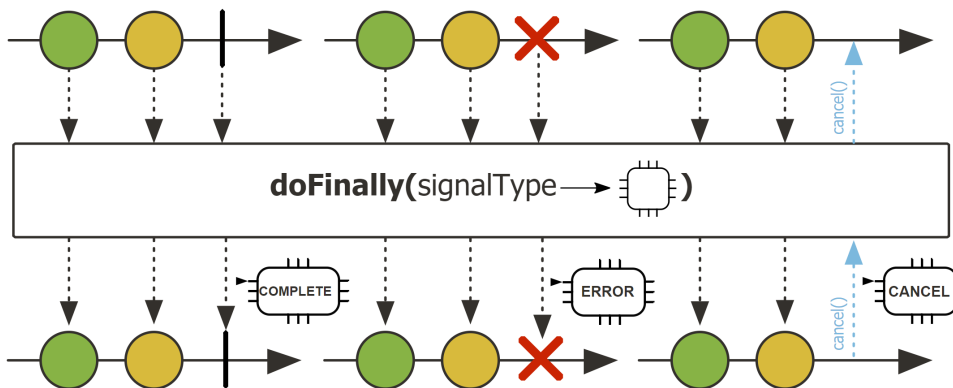 cancel()
doFinally(signalType )
COMPLETE
ERROR
cancel()
CANCEL